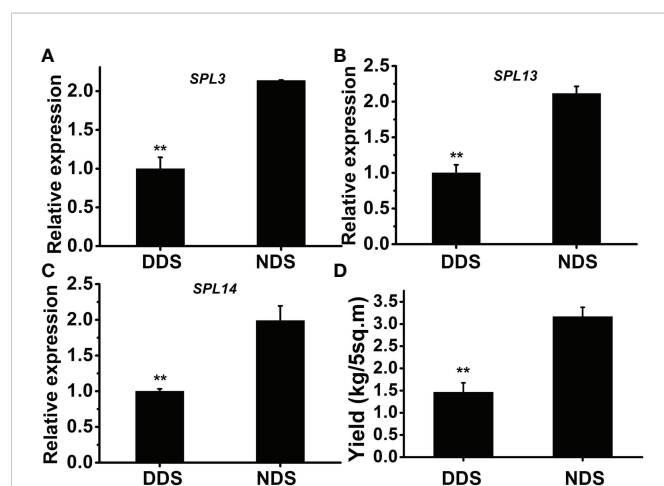 A
SPL3
Relative expression
2.0
1.5
1.0
0.5
0.0
**
DDS NDS
B
SPL13
Relative expression
2.5
2.0
1.5
1.0
0.5
0.0
**
DDS NDS
C
SPL14
Relative expression
2.5
2.0
1.5
1.0
0.5
0.0
**
DDS NDS
D
Yield (kg/5sq.m)
3.5
3.0
2.5
2.0
1.5
1.0
0.5
0.0
**
DDS NDS